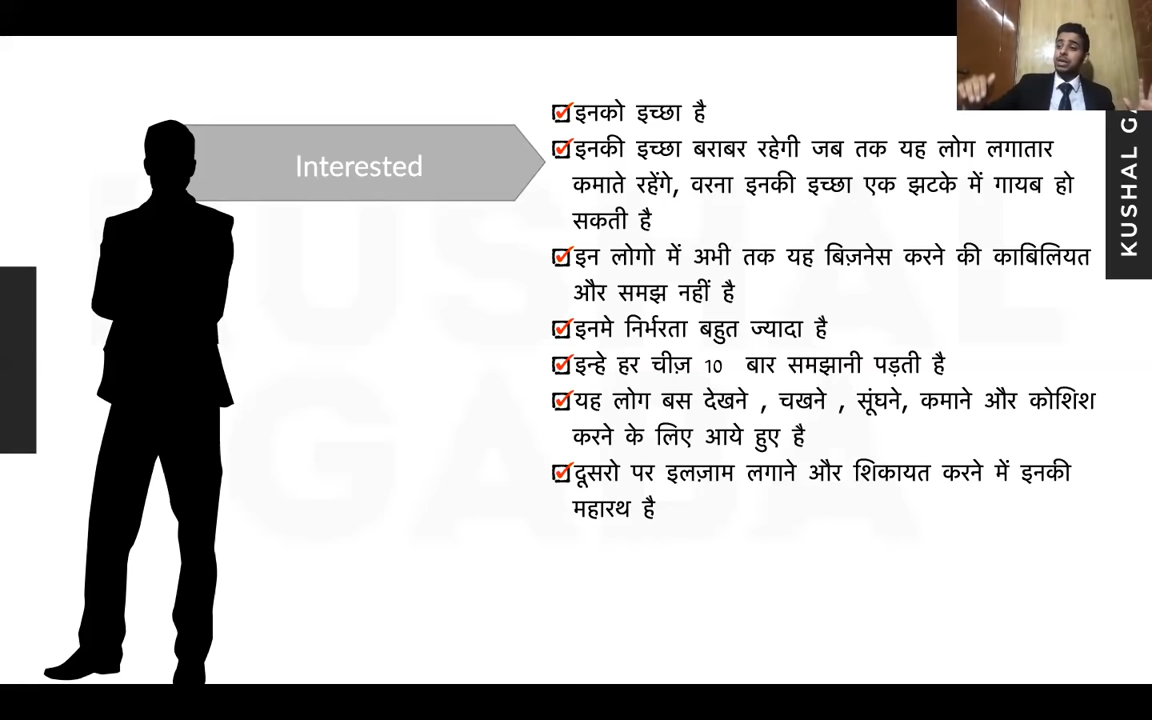 Interested
इनको इच्छा है
इनकी इच्छा बराबर रहेगी जब तक यह लोग लगातार
कमाते रहेंगे, वरना इनकी इच्छा एक झटके में गायब हो
सकती है
इन लोगो में अभी तक यह बिज़नेस करने की काबिलियत
और समझ नहीं है
इनमे निर्भरता बहुत ज्यादा है
इन्हे हर चीज़ 10 बार समझानी पड़ती है
यह लोग बस देखने , चखने , सूंघने, कमाने और कोशिश
करने के लिए आये हुए है
दूसरो पर इलज़ाम लगाने और शिकायत करने में इनकी
महारथ है
KUSHAL GA
KUSHAL
GADA